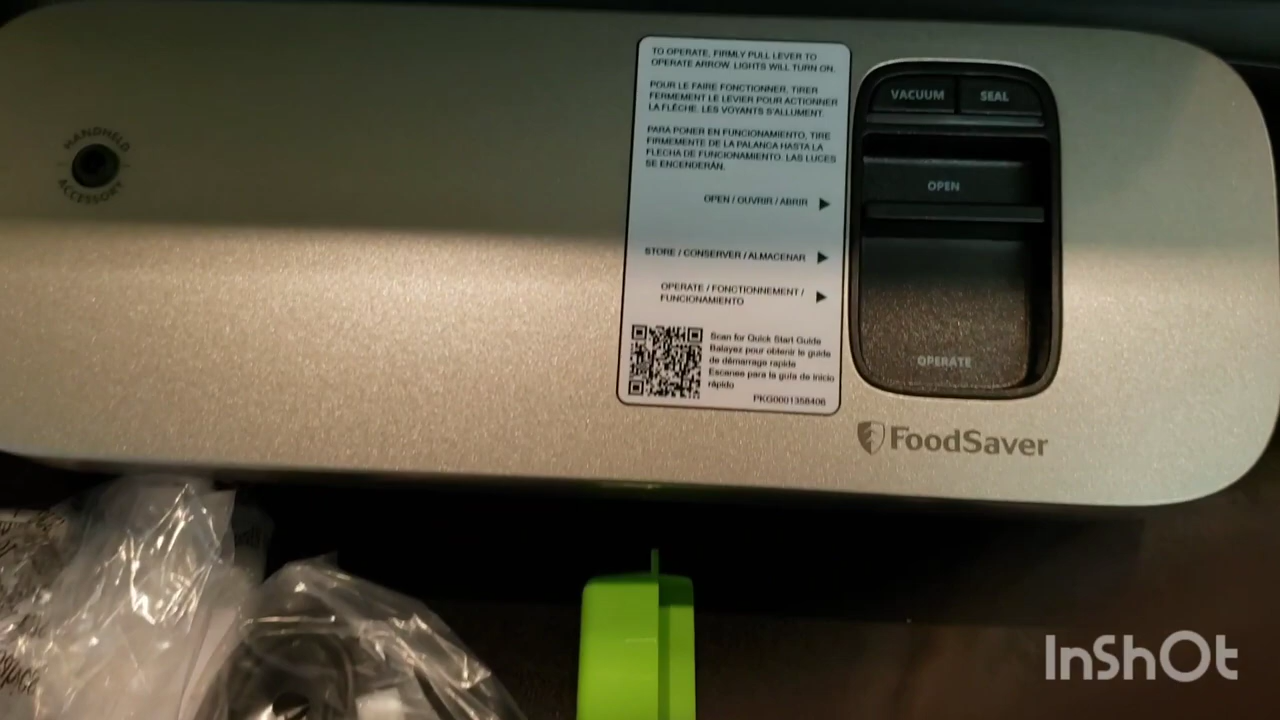 HANDHELD
ACCESSORY
TO OPERATE, FIRMLY PULL LEVER TO
OPERATE ARROW. LIGHTS WILL TURN ON.
POUR LE FAIRE FONCTIONNER, TIRER
FERMEMENT LE LEVIER POUR ACTIONNER
LA FLÈCHE. LES VOYANTS S'ALLUMENT.
PARA PONER EN FUNCIONAMIENTO, TIRE
FIRMEMENTE DE LA PALANCA HASTA LA
FLECHA DE FUNCIONAMIENTO. LAS LUCES
SE ENCENDERÁN.
OPEN / OUVRIR / ABRIR
STORE / CONSERVER / ALMACENAR
OPERATE / FONCTIONNEMENT /
FUNCIONAMIENTO
Scan for Quick Start Guide
Balayez pour obtenir le guide
de démarrage rapide
Escanee para la guía de inicio
rápido
PKG0001358406
VACUUM
SEAL
OPEN
OPERATE
FoodSaver
InShOt